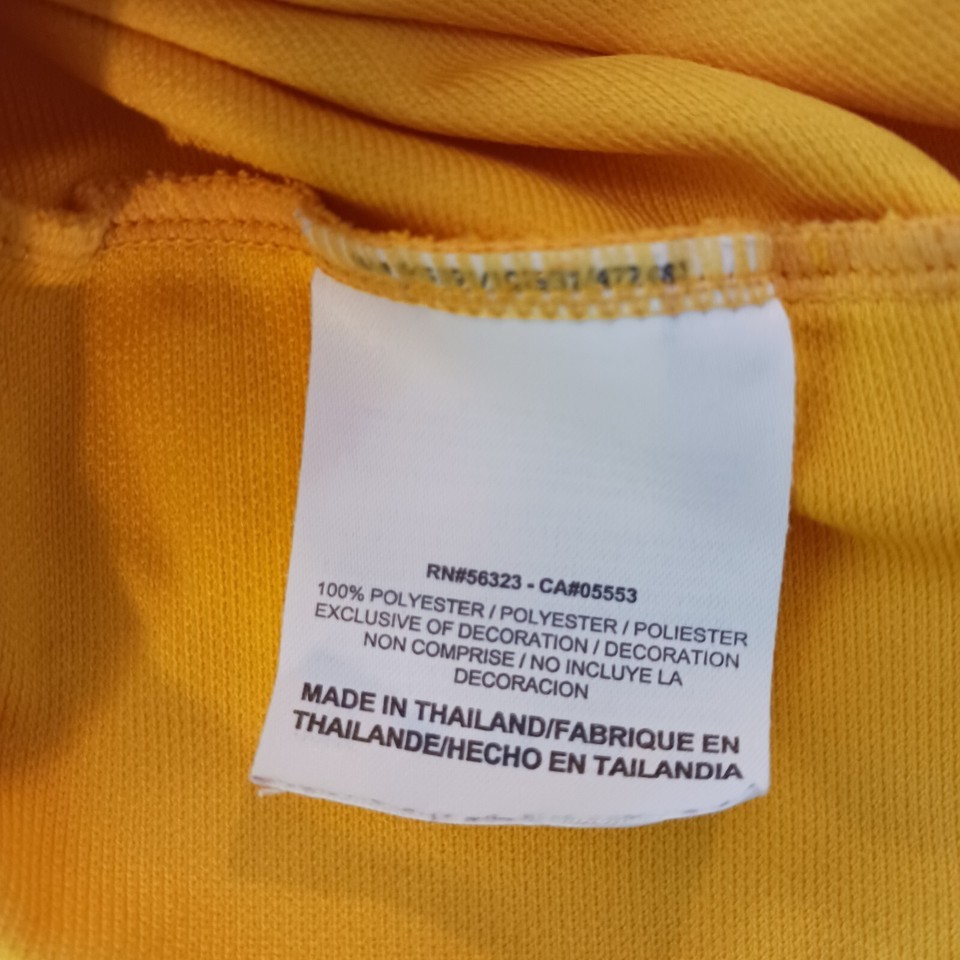 RN#56323 - CA#05553
100% POLYESTER / POLYESTER / POLIESTER
EXCLUSIVE OF DECORATION / DECORATION
NON COMPRISE / NO INCLUYE LA
DECORACION
MADE IN THAILAND/FABRIQUE EN
THAILANDE/HECHO EN TAILANDIA